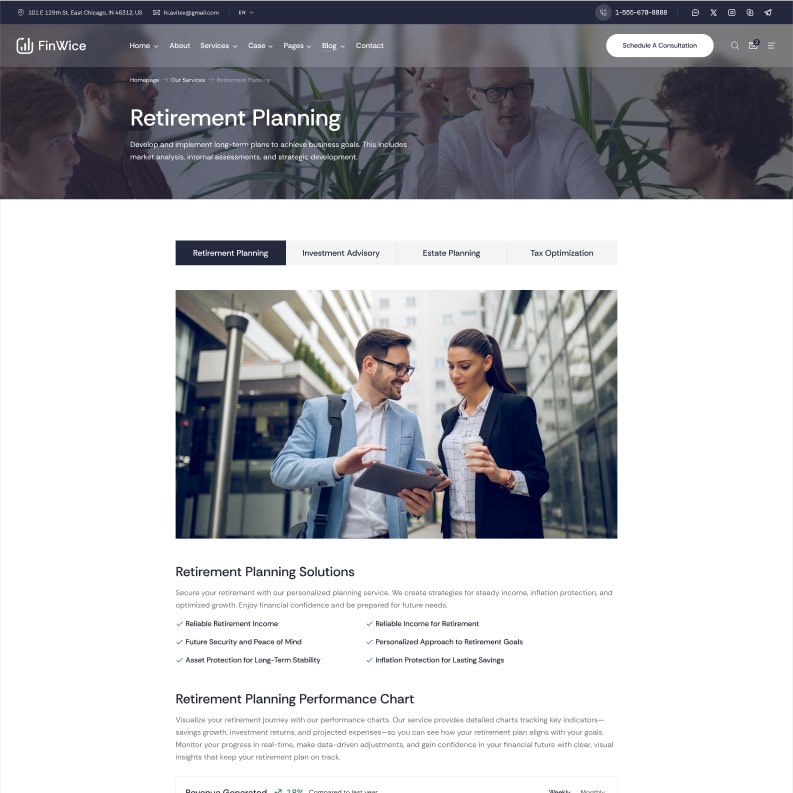 101 E 129th St, East Chicago, IN 46312, US hi.avitex@gmail.com EN 1-555-678-8888
FinWice Home About Services Case Pages Blog Contact Schedule A Consultation
Homepage → Our Services → Retirement Planning
Retirement Planning
Develop and implement long-term plans to achieve business goals. This includes
market analysis, internal assessments, and strategic development.
Retirement Planning Investment Advisory Estate Planning Tax Optimization
Retirement Planning Solutions
Secure your retirement with our personalized planning service. We create strategies for steady income, inflation protection, and
optimized growth. Enjoy financial confidence and be prepared for future needs.
Reliable Retirement Income Reliable Income for Retirement
Future Security and Peace of Mind Personalized Approach to Retirement Goals
Asset Protection for Long-Term Stability Inflation Protection for Lasting Savings
Retirement Planning Performance Chart
Visualize your retirement journey with our performance charts. Our service provides detailed charts tracking key indicators—
savings growth, investment returns, and projected expenses—so you can see how your retirement plan aligns with your goals.
Monitor your progress in real-time, make data-driven adjustments, and gain confidence in your financial future with clear, visual
insights that keep your retirement plan on track.
Revenue Generated 18% Compared to last year Weekly Monthly